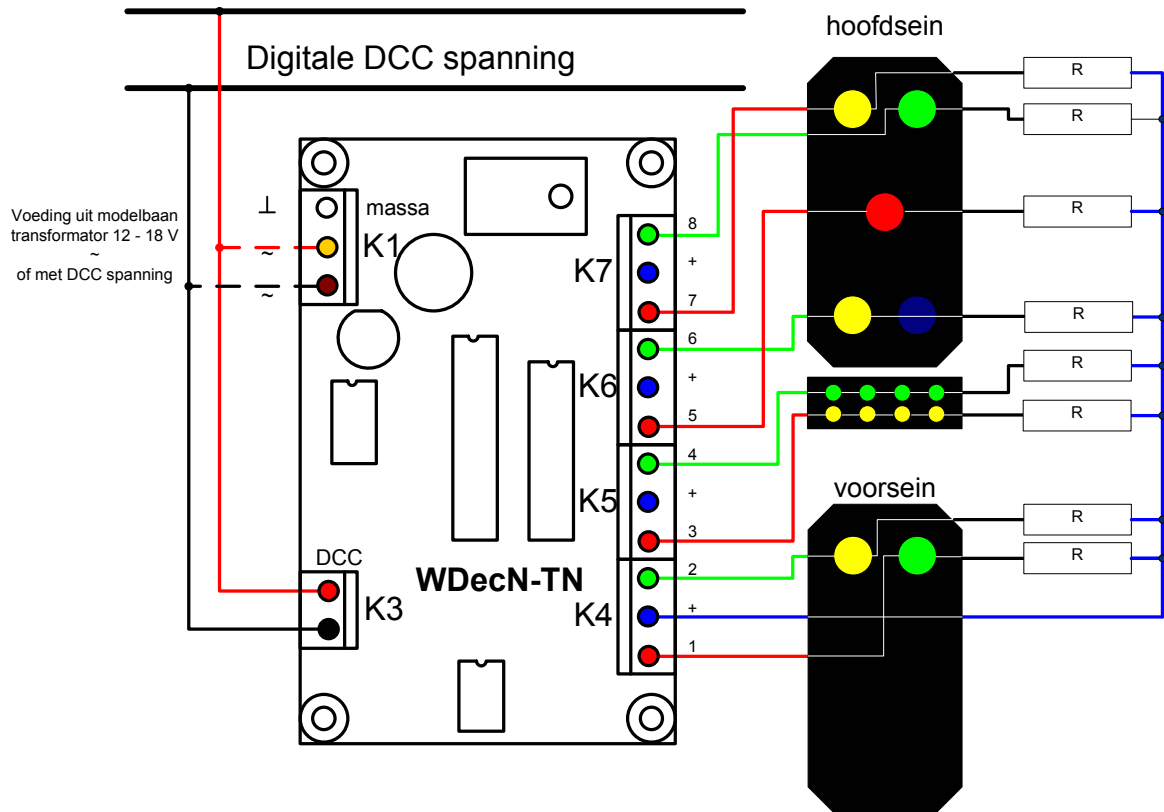 Digitale DCC spanning
Voeding uit modelbaan
transformator 12 - 18 V
~
of met DCC spanning
⊥
massa
~
K1
~
DCC
K3
WDecN-TN
K7
K6
K5
K4
8
+
7
6
+
5
4
+
3
2
+
1
hoofdsein
R
R
R
R
R
R
voorsein
R
R